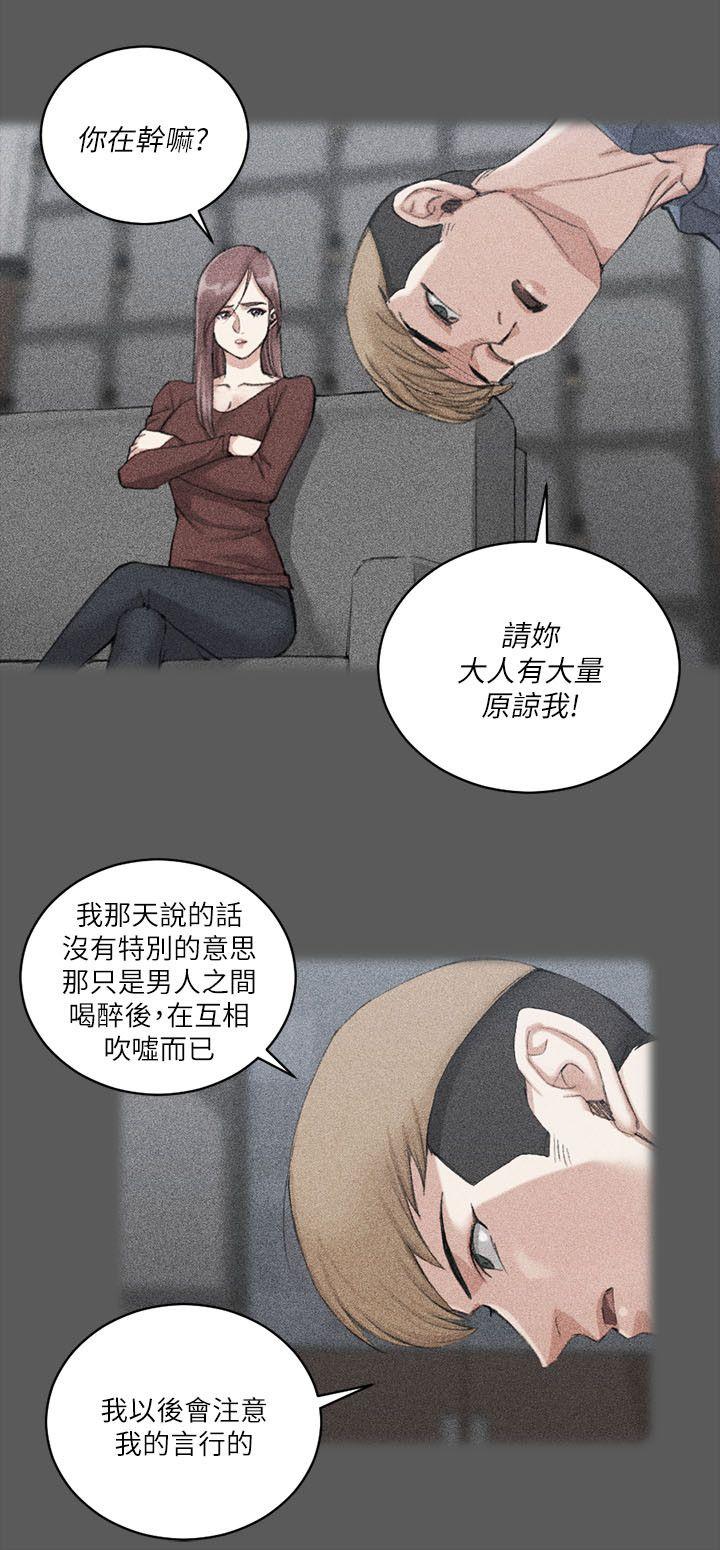 你在幹嘛?
請妳
大人有大量
原諒我!
我那天說的話
沒有特別的意思
那只是男人之間
喝醉後,在互相
吹噓而已
我以後會注意
我的言行的